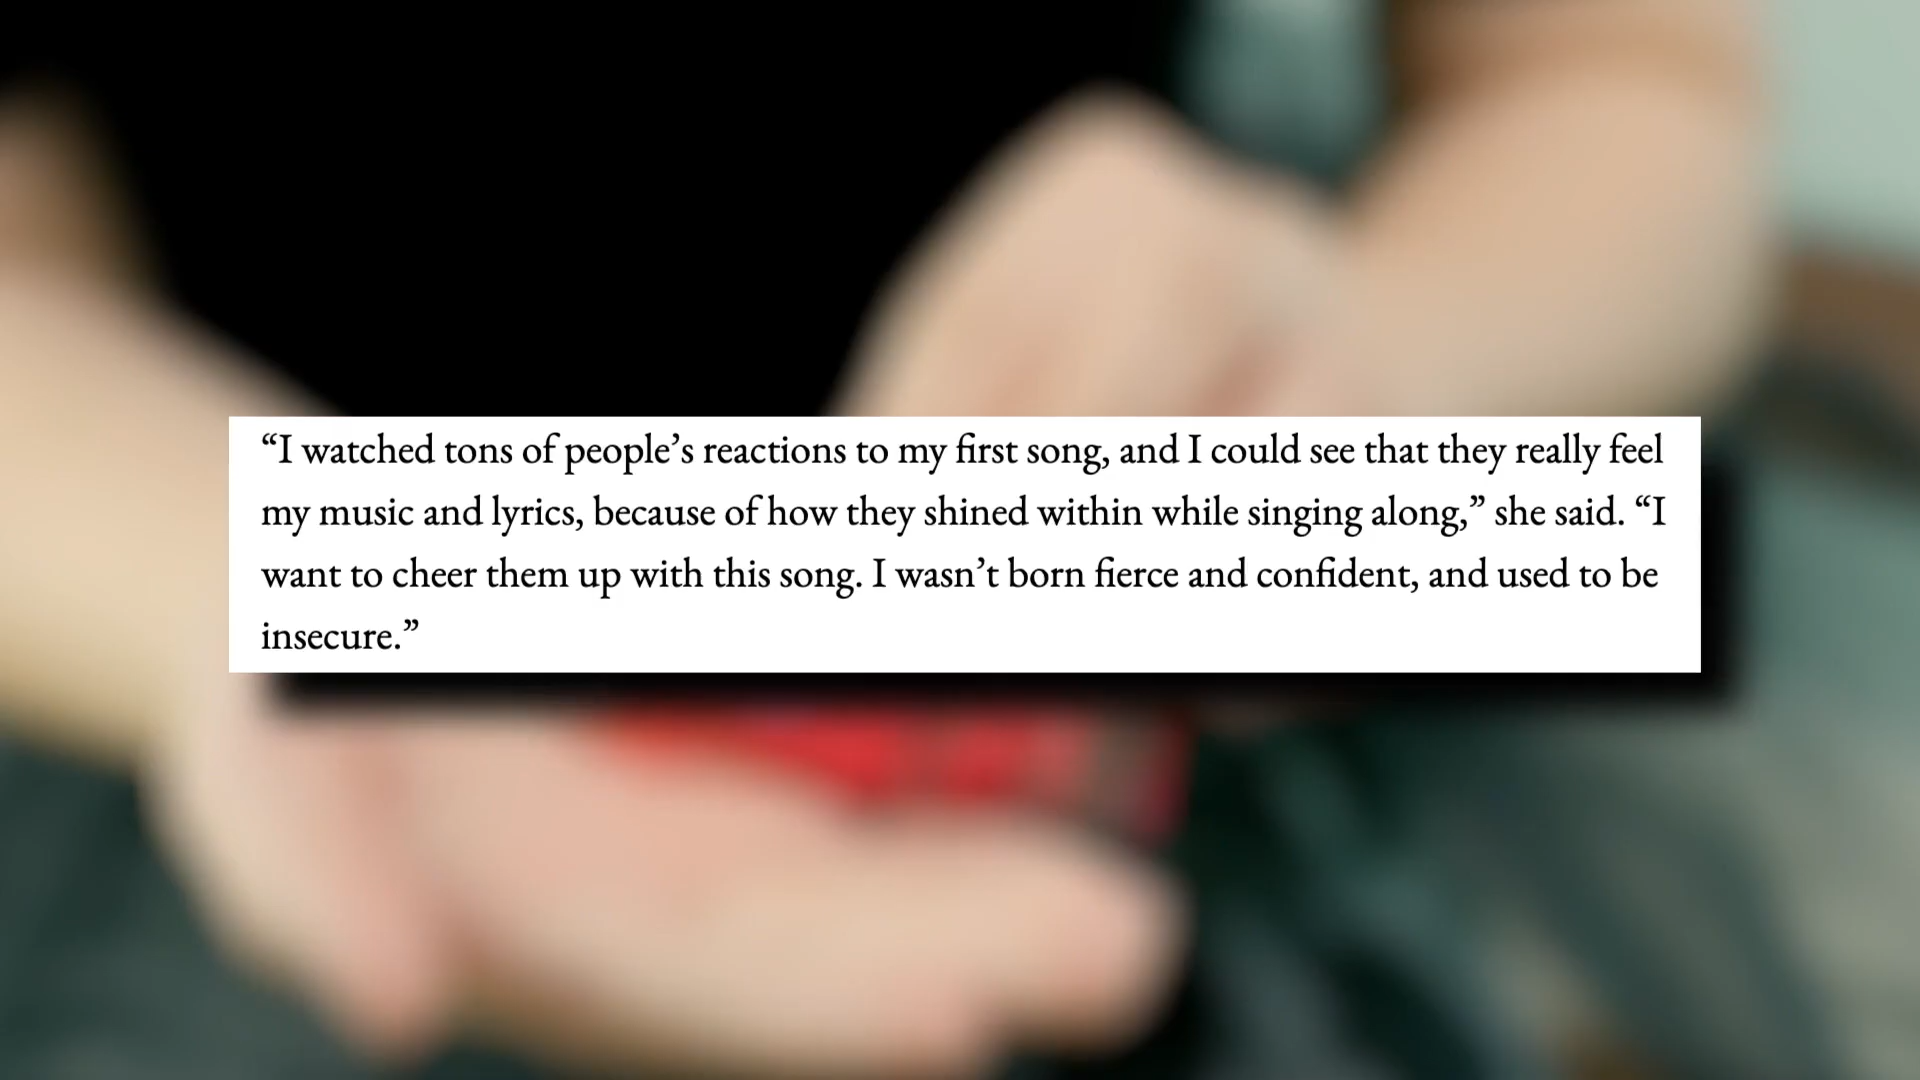 “I watched tons of people’s reactions to my first song, and I could see that they really feel
my music and lyrics, because of how they shined within while singing along,” she said. “I
want to cheer them up with this song. I wasn’t born fierce and confident, and used to be
insecure.”